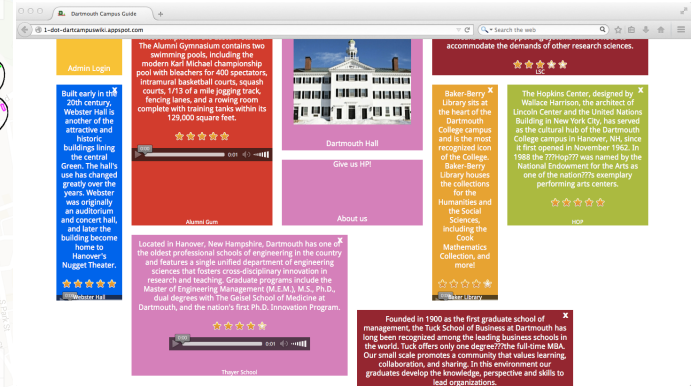 Dartmouth Campus Guide
1-dot-dartcampuswiki.appspot.com
Search the web
Admin Login
The Alumni Gymnasium contains two
swimming pools, including the
modern Karl Michael championship
pool with bleachers for 400 spectators,
intramural basketball courts, squash
courts, 1/13 of a mile jogging track,
fencing lanes, and a rowing room
complete with training tanks within its
129,000 square feet.
0:00
0:01
Alumni Gum
Dartmouth Hall
Give us HP!
About us
accommodate the demands of other research sciences.
LSC
x
Built early in the
20th century,
Webster Hall is
another of the
attractive and
historic
buildings lining
the central
Green. The hall's
use has changed
greatly over the
years. Webster
was originally
an auditorium
and concert hall,
and later the
building become
home to
Hanover's
Nugget Theater.
0:00
Webster Hall
x
Baker-Berry
Library sits at
the heart of the
Dartmouth
College campus
and is the most
recognized icon
of the College.
Baker-Berry
Library houses
the collections
for the
Humanities and
the Social
Sciences,
including the
Cook
Mathematics
Collection, and
more!
0:00
Baker Library
x
The Hopkins Center, designed by
Wallace Harrison, the architect of
Lincoln Center and the United Nations
Building in New York City, has served
as the cultural hub of the Dartmouth
College campus in Hanover, NH, since
it first opened in November 1962. In
1988 the ???Hop??? was named by the
National Endowment for the Arts as
one of the nation???s exemplary
performing arts centers.
HOP
x
Located in Hanover, New Hampshire, Dartmouth has one of
the oldest professional schools of engineering in the country
and features a single unified department of engineering
sciences that fosters cross-disciplinary innovation in
research and teaching. Graduate programs include the
Master of Engineering Management (M.E.M.), M.S., Ph.D.,
dual degrees with The Geisel School of Medicine at
Dartmouth, and the nation's first Ph.D. Innovation Program.
0:00
0:01
Thayer School
x
Founded in 1900 as the first graduate school of
management, the Tuck School of Business at Dartmouth has
long been recognized among the leading business schools in
the world. Tuck offers only one degree???the full-time MBA.
Our small scale promotes a community that values learning,
collaboration, and sharing. In this environment our
graduates develop the knowledge, perspective and skills to
lead organizations.